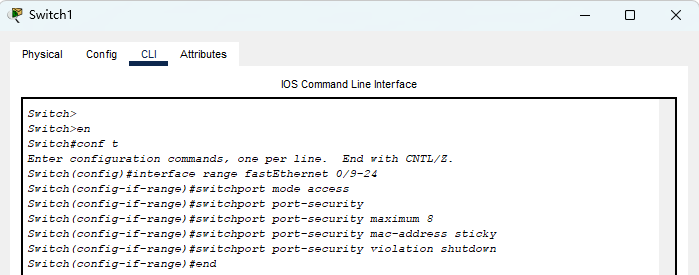 Switch1
Physical Config CLI Attributes
IOS Command Line Interface
Switch>
Switch>en
Switch#conf t
Enter configuration commands, one per line.  End with CNTL/Z.
Switch(config)#interface range fastEthernet 0/9-24
Switch(config-if-range)#switchport mode access
Switch(config-if-range)#switchport port-security
Switch(config-if-range)#switchport port-security maximum 8
Switch(config-if-range)#switchport port-security mac-address sticky
Switch(config-if-range)#switchport port-security violation shutdown
Switch(config-if-range)#end